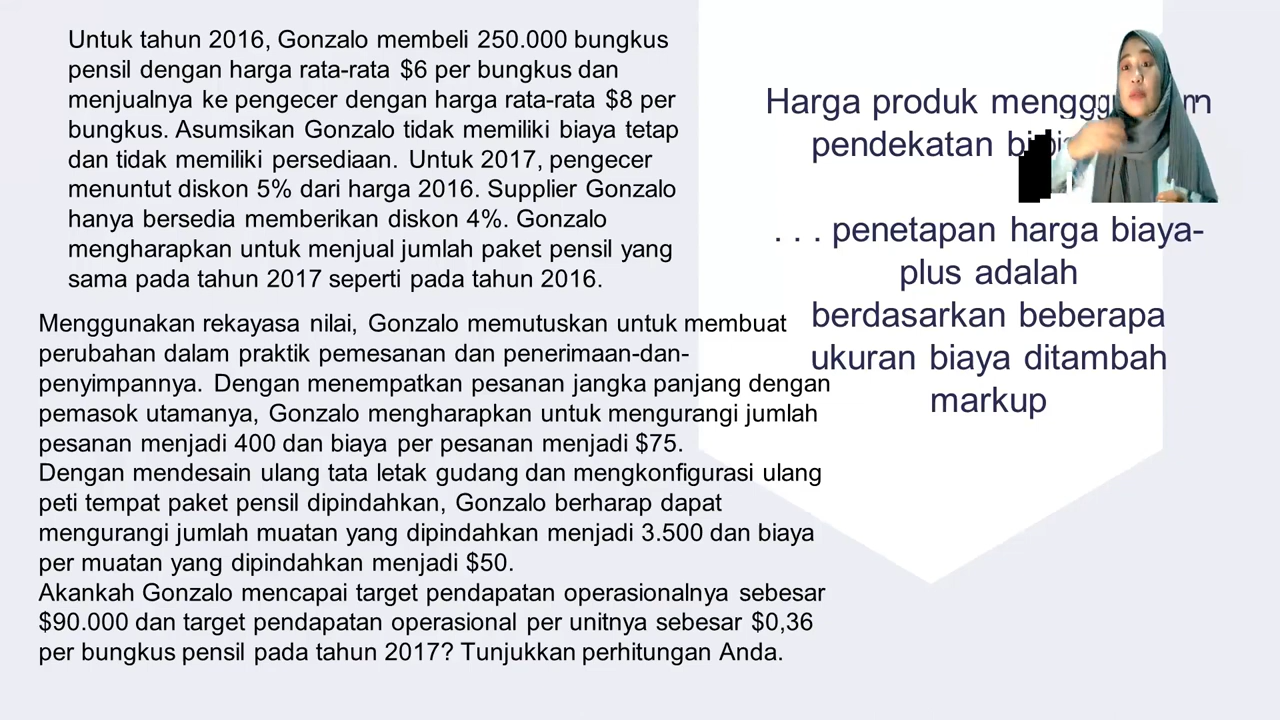 Untuk tahun 2016, Gonzalo membeli 250.000 bungkus
pensil dengan harga rata-rata $6 per bungkus dan
menjualnya ke pengecer dengan harga rata-rata $8 per
bungkus. Asumsikan Gonzalo tidak memiliki biaya tetap
dan tidak memiliki persediaan. Untuk 2017, pengecer
menuntut diskon 5% dari harga 2016. Supplier Gonzalo
hanya bersedia memberikan diskon 4%. Gonzalo
mengharapkan untuk menjual jumlah paket pensil yang
sama pada tahun 2017 seperti pada tahun 2016.
Menggunakan rekayasa nilai, Gonzalo memutuskan untuk membuat
perubahan dalam praktik pemesanan dan penerimaan-dan-
penyimpannya. Dengan menempatkan pesanan jangka panjang dengan
pemasok utamanya, Gonzalo mengharapkan untuk mengurangi jumlah
pesanan menjadi 400 dan biaya per pesanan menjadi $75.
Dengan mendesain ulang tata letak gudang dan mengkonfigurasi ulang
peti tempat paket pensil dipindahkan, Gonzalo berharap dapat
mengurangi jumlah muatan yang dipindahkan menjadi 3.500 dan biaya
per muatan yang dipindahkan menjadi $50.
Akankah Gonzalo mencapai target pendapatan operasionalnya sebesar
$90.000 dan target pendapatan operasional per unitnya sebesar $0,36
per bungkus pensil pada tahun 2017? Tunjukkan perhitungan Anda.
Harga produk
pendekatan
. . . penetapan harga biaya-
plus adalah
berdasarkan beberapa
ukuran biaya ditambah
markup